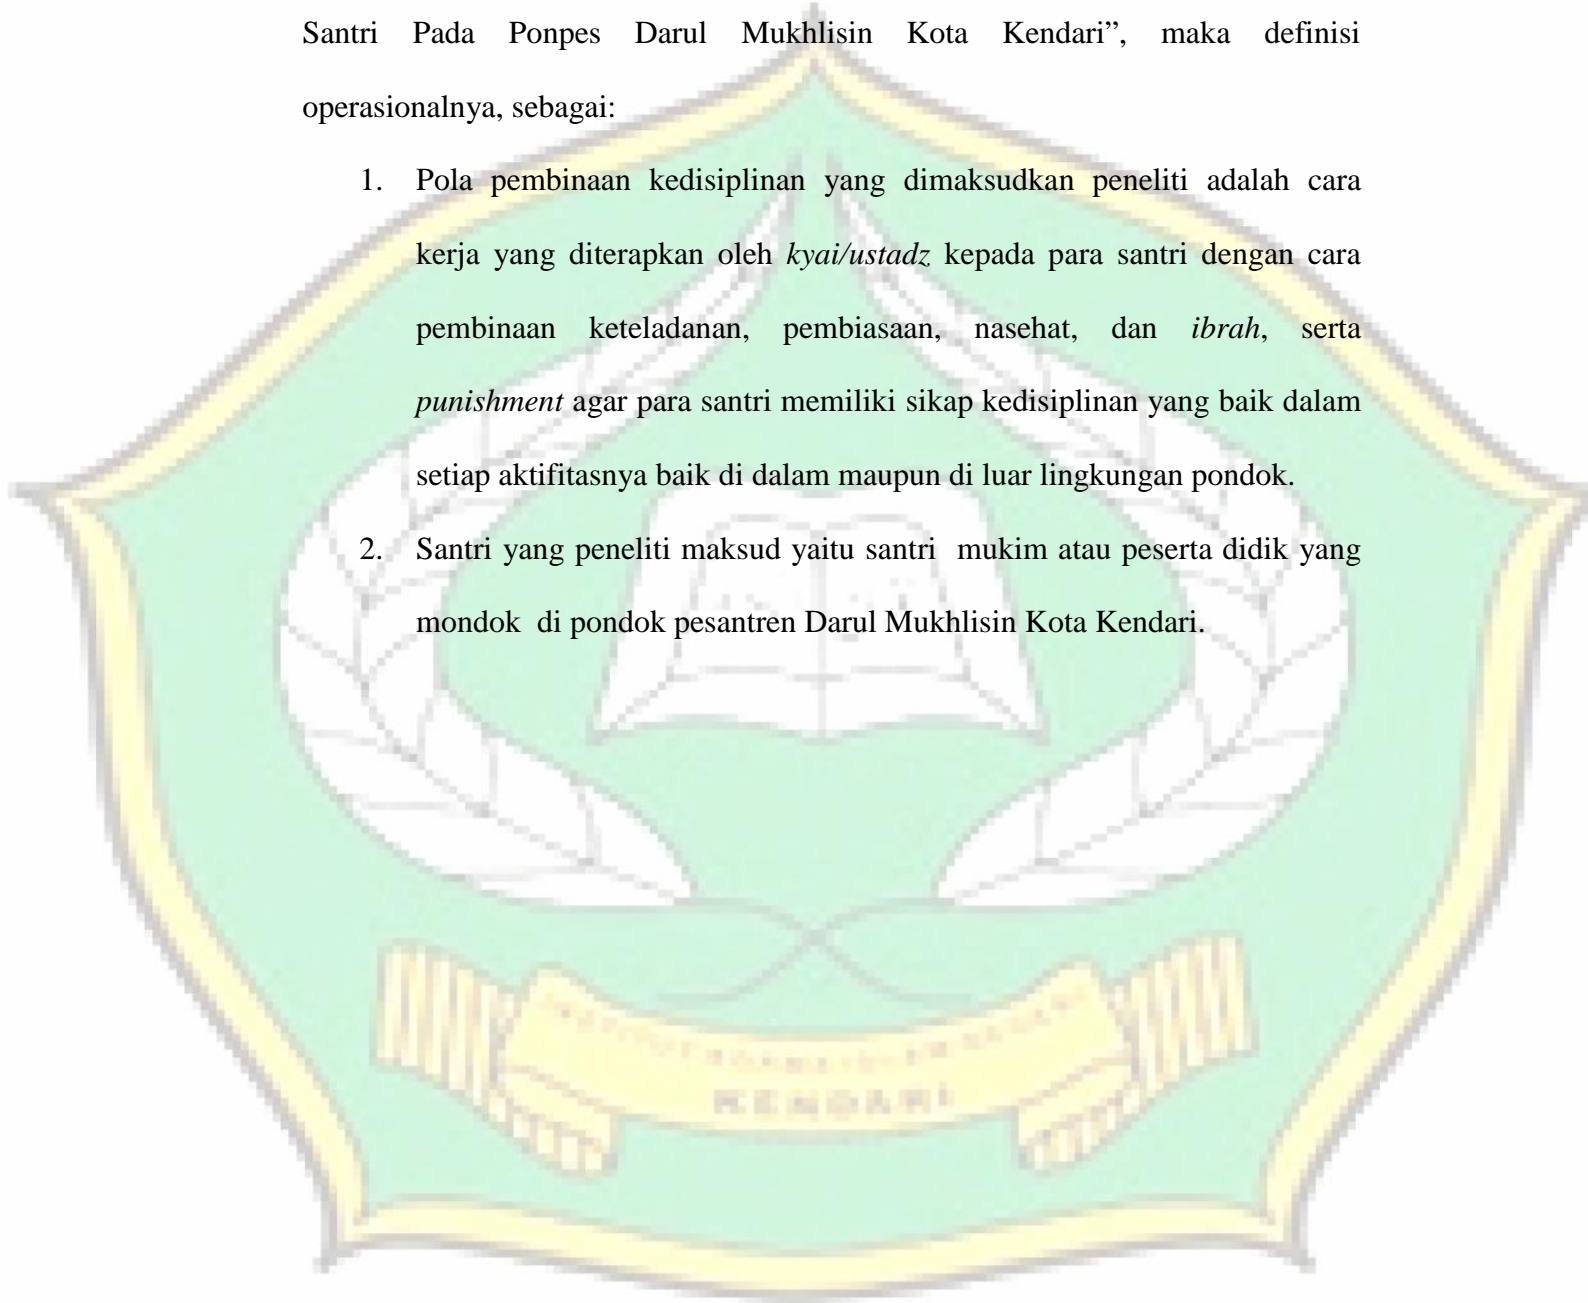 Santri Pada Ponpes Darul Mukhlisin Kota Kendari”, maka definisi
operasionalnya, sebagai:
1. Pola pembinaan kedisiplinan yang dimaksudkan peneliti adalah cara
kerja yang diterapkan oleh kyai/ustadz kepada para santri dengan cara
pembinaan keteladanan, pembiasaan, nasehat, dan ibrah, serta
punishment agar para santri memiliki sikap kedisiplinan yang baik dalam
setiap aktifitasnya baik di dalam maupun di luar lingkungan pondok.
2. Santri yang peneliti maksud yaitu santri  mukim atau peserta didik yang
mondok  di pondok pesantren Darul Mukhlisin Kota Kendari.
INSTITUT AGAMA ISLAM NEGERI
KENDARI